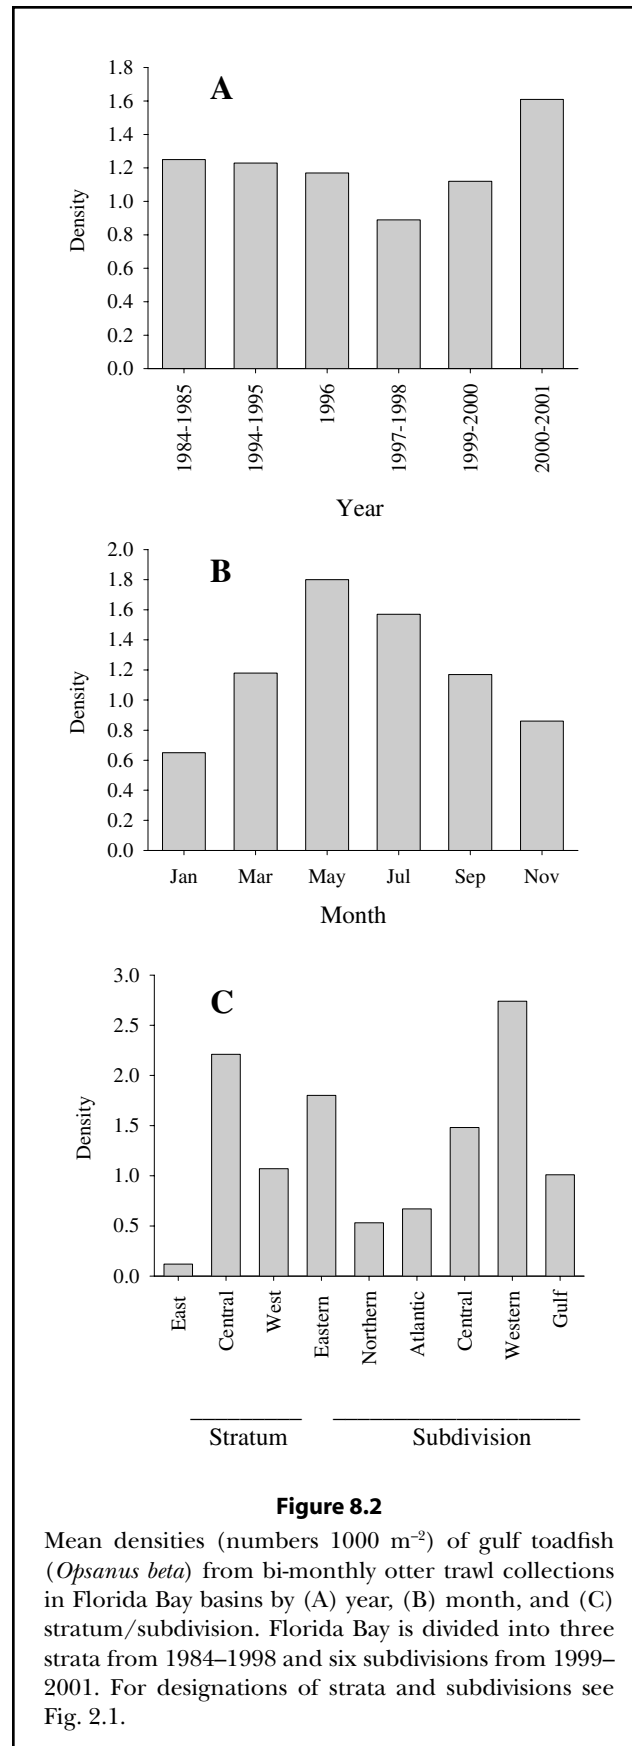 A
1.8
1.6
1.4
1.2
1.0
0.8
0.6
0.4
0.2
0.0
Density
1984-1985
1994-1995
1996
1997-1998
1999-2000
2000-2001
Year
B
2.0
1.8
1.6
1.4
1.2
1.0
0.8
0.6
0.4
0.2
0.0
Density
Jan Mar May Jul Sep Nov
Month
C
3.0
2.5
2.0
1.5
1.0
0.5
0.0
Density
East
Central
West
Eastern
Northern
Atlantic
Central
Western
Gulf
Stratum Subdivision
Figure 8.2
Mean densities (numbers 1000 m⁻²) of gulf toadfish
(Opsanus beta) from bi-monthly otter trawl collections
in Florida Bay basins by (A) year, (B) month, and (C)
stratum/subdivision. Florida Bay is divided into three
strata from 1984–1998 and six subdivisions from 1999–
2001. For designations of strata and subdivisions see
Fig. 2.1.